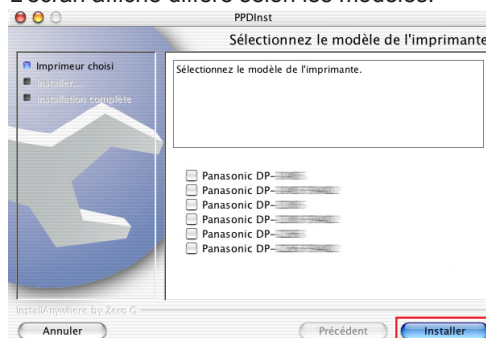 L'écran affiché diffère selon les modèles.
PPDInst
Sélectionnez le modèle de l'imprimante
Imprimeur choisi
Installer...
Installation complète
Sélectionnez le modèle de l'imprimante.
Panasonic DP-
Panasonic DP-
Panasonic DP-
Panasonic DP-
Panasonic DP-
Panasonic DP-
InstallAnywhere by Zero G
Annuler
Précédent
Installer